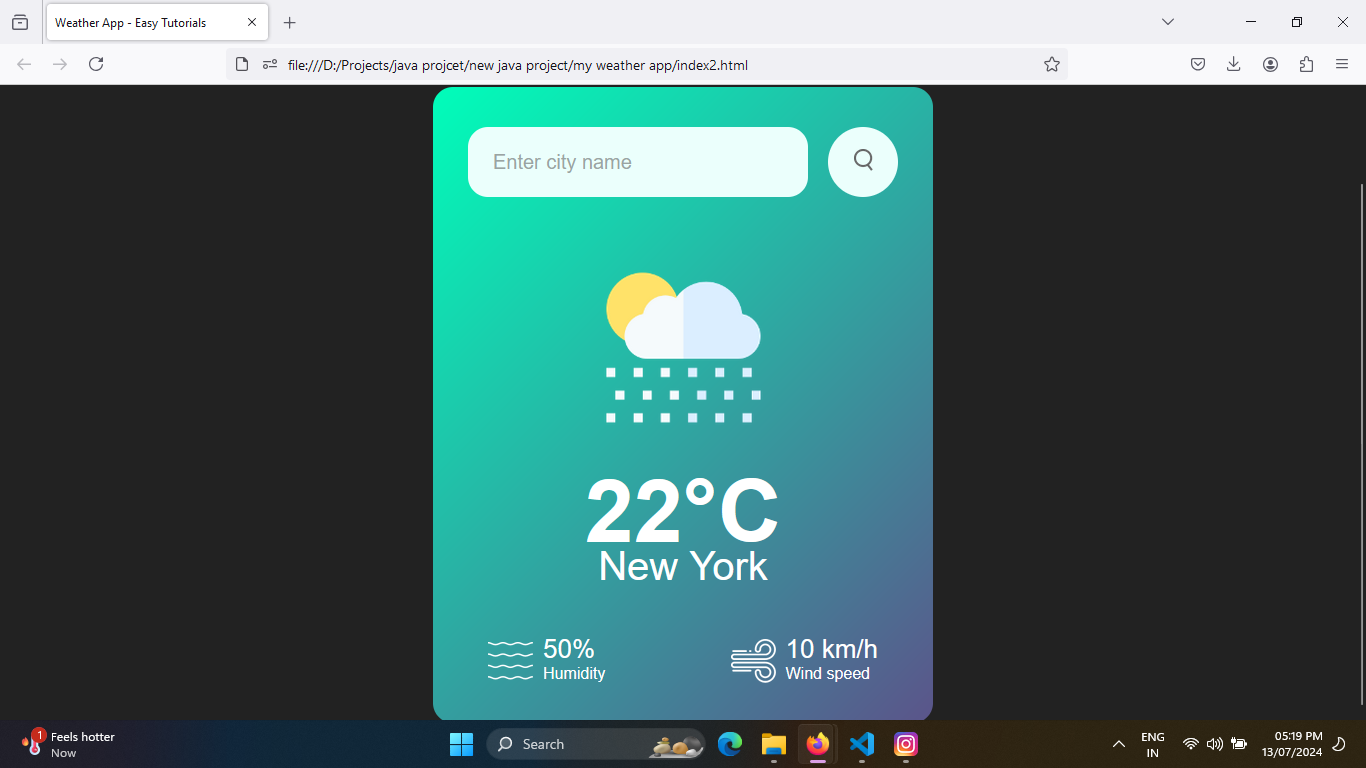 Weather App - Easy Tutorials
file:///D:/Projects/java projcet/new java project/my weather app/index2.html
Enter city name
22°C
New York
50%
Humidity
10 km/h
Wind speed
1
Feels hotter
Now
Search
ENG
IN
05:19 PM
13/07/2024